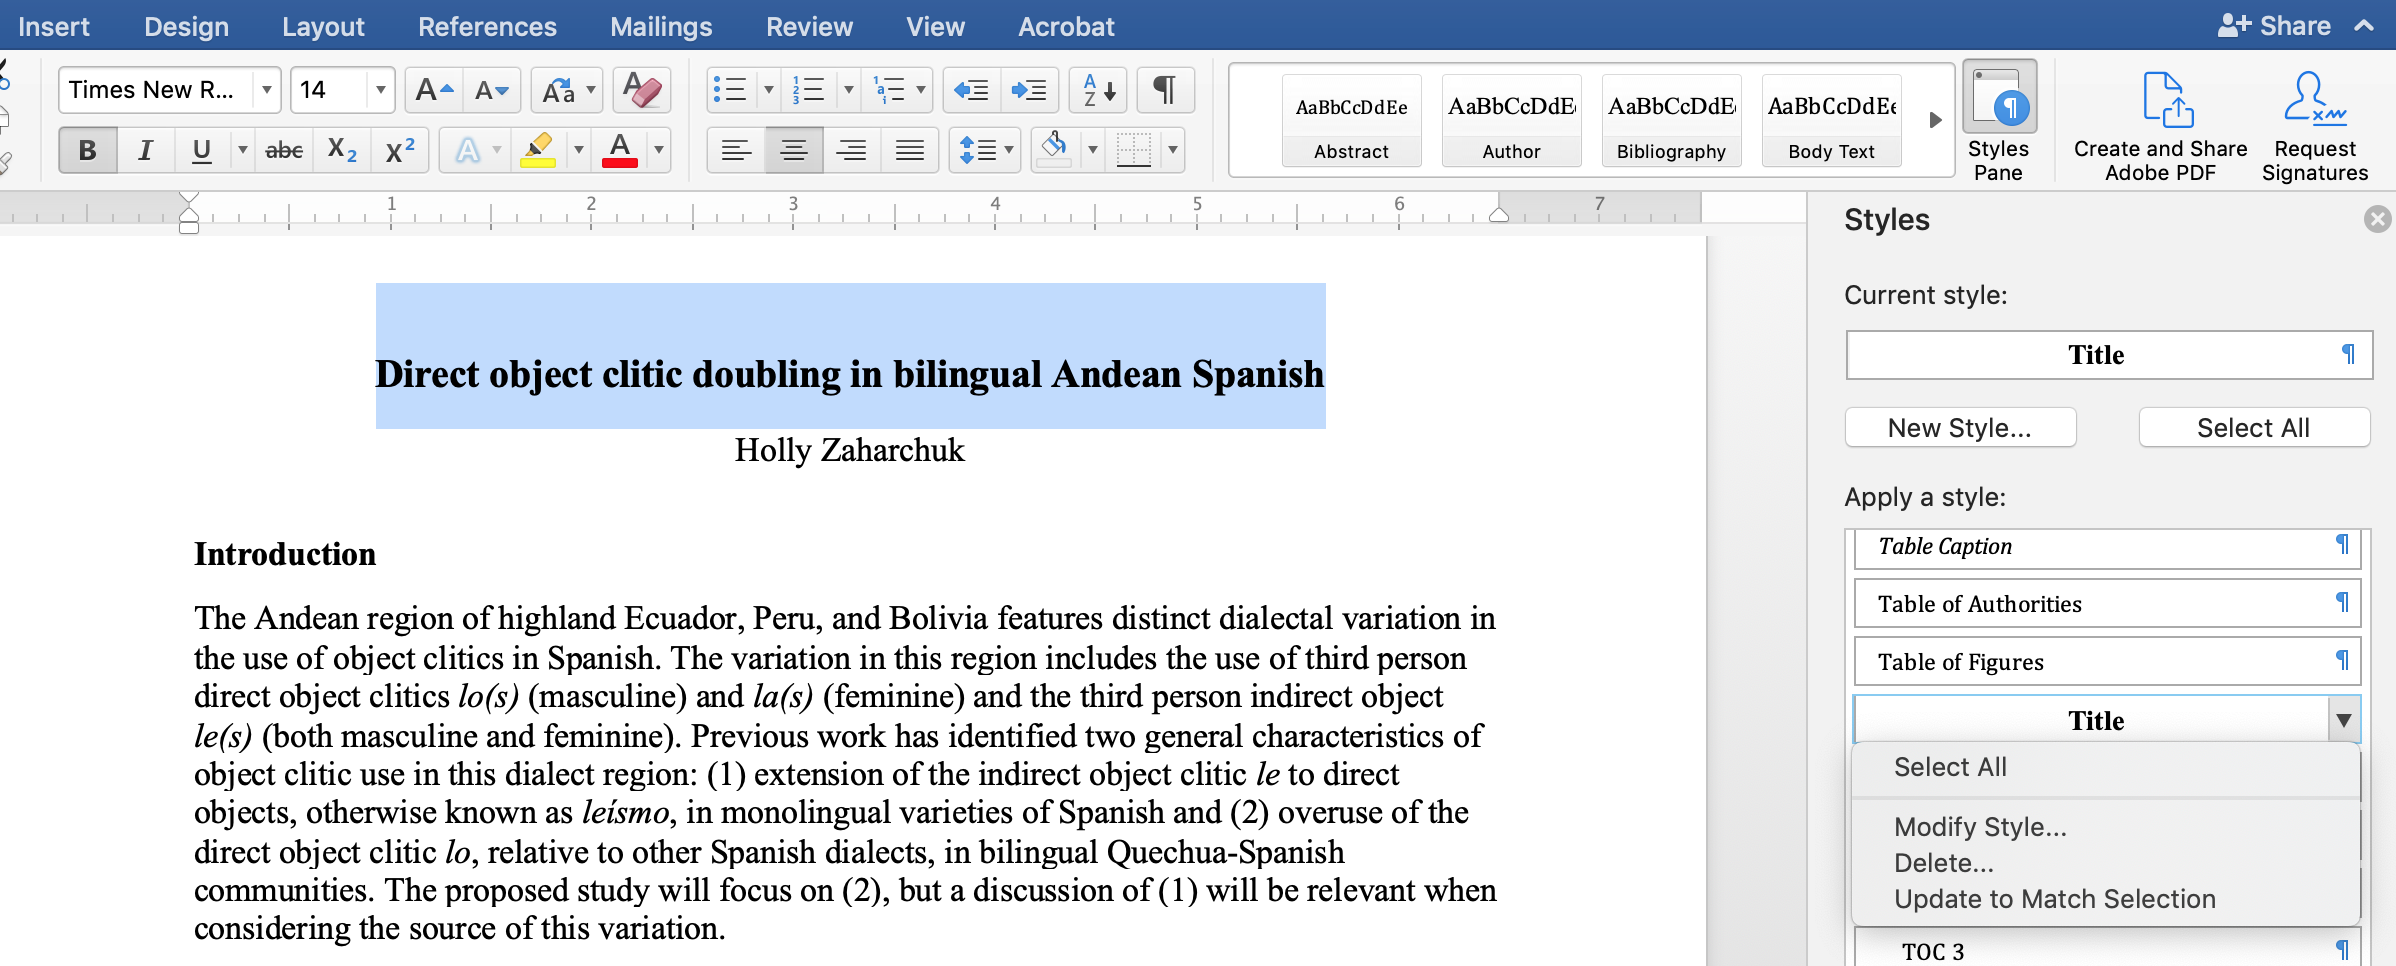 Insert Design Layout References Mailings Review View Acrobat Share
Times New R... 14 A A Aa A
1 2 3 1 a i A Z ¶
B I U abc X2 X2 A A
AaBbCcDdEe AaBbCcDdE AaBbCcDdE AaBbCcDdEe
Abstract Author Bibliography Body Text
Styles Pane
Create and Share Adobe PDF
Request Signatures
1 2 3 4 5 6 7
Direct object clitic doubling in bilingual Andean Spanish
Holly Zaharchuk
Introduction
The Andean region of highland Ecuador, Peru, and Bolivia features distinct dialectal variation in
the use of object clitics in Spanish. The variation in this region includes the use of third person
direct object clitics lo(s) (masculine) and la(s) (feminine) and the third person indirect object
le(s) (both masculine and feminine). Previous work has identified two general characteristics of
object clitic use in this dialect region: (1) extension of the indirect object clitic le to direct
objects, otherwise known as leísmo, in monolingual varieties of Spanish and (2) overuse of the
direct object clitic lo, relative to other Spanish dialects, in bilingual Quechua-Spanish
communities. The proposed study will focus on (2), but a discussion of (1) will be relevant when
considering the source of this variation.
Styles
Current style:
Title ¶
New Style... Select All
Apply a style:
Table Caption ¶
Table of Authorities ¶
Table of Figures ¶
Title
Select All
Modify Style...
Delete...
Update to Match Selection
TOC 3 ¶